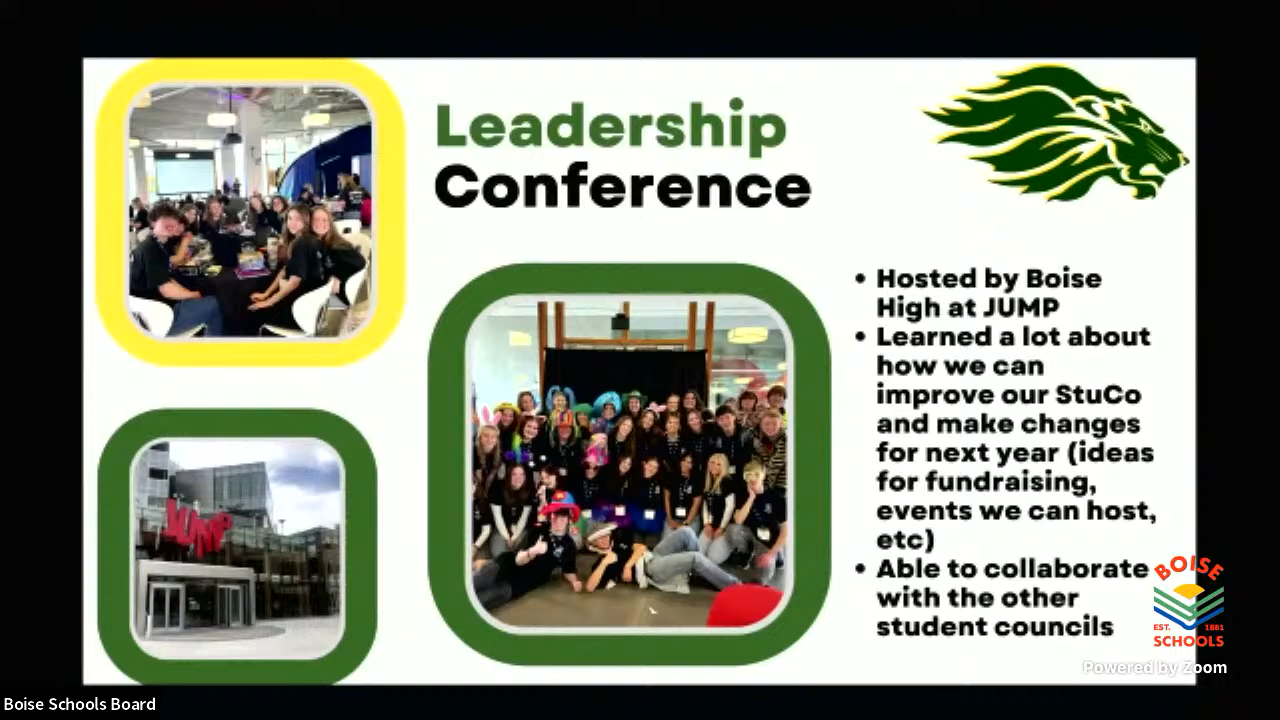 Leadership
Conference
• Hosted by Boise
High at JUMP
• Learned a lot about
how we can
improve our StuCo
and make changes
for next year (ideas
for fundraising,
events we can host,
etc)
• Able to collaborate
with the other
student councils
JUMP
BOISE
EST. 1881
SCHOOLS
Powered by Zoom
Boise Schools Board